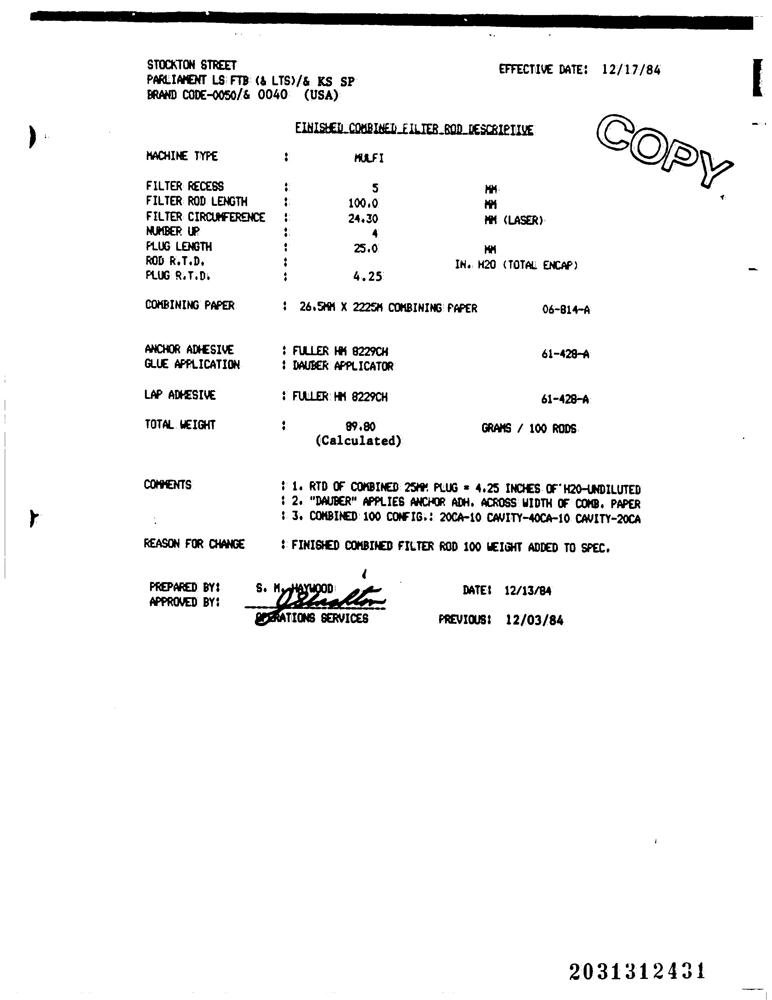 STOCKTON STREET
PARLIAMENT LS FTB (& LTS)/& KS SP
BRAND CODE-0050/& 0040 (USA)
EFFECTIVE DATE: 12/17/84
COPY
FINISHED COMBINED FILTER ROD DESCRIPTIVE
MACHINE TYPE : MULFI
FILTER RECESS : 5 MM
FILTER ROD LENGTH : 100.0 MM
FILTER CIRCUMFERENCE : 24.30 MM (LASER)
NUMBER UP : 4
PLUG LENGTH : 25.0 MM
ROD R.T.D. : IN. H2O (TOTAL ENCAP)
PLUG R.T.D. : 4.25
COMBINING PAPER : 26.5MM X 2225M COMBINING PAPER 06-814-A
ANCHOR ADHESIVE : FULLER HM 8229CH 61-428-A
GLUE APPLICATION : DAUBER APPLICATOR
LAP ADHESIVE : FULLER HM 8229CH 61-428-A
TOTAL WEIGHT : 89.80 GRAMS / 100 RODS
(Calculated)
COMMENTS : 1. RTD OF COMBINED 25MM PLUG = 4.25 INCHES OF H20-UNDILUTED
: 2. "DAUBER" APPLIES ANCHOR ADH. ACROSS WIDTH OF COMB. PAPER
: 3. COMBINED 100 CONFIG.: 20CA-10 CAVITY-40CA-10 CAVITY-20CA
REASON FOR CHANGE : FINISHED COMBINED FILTER ROD 100 WEIGHT ADDED TO SPEC.
PREPARED BY: S. M. HAYWOOD DATE: 12/13/84
APPROVED BY:
OPERATIONS SERVICES PREVIOUS: 12/03/84
2031312431